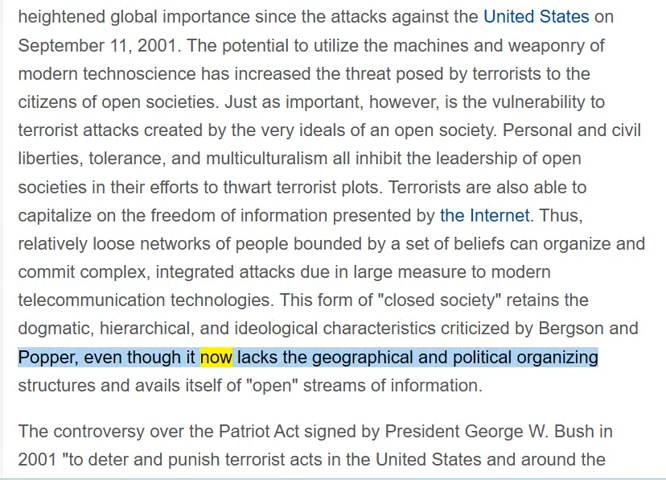 heightened global importance since the attacks against the United States on
September 11, 2001. The potential to utilize the machines and weaponry of
modern technoscience has increased the threat posed by terrorists to the
citizens of open societies. Just as important, however, is the vulnerability to
terrorist attacks created by the very ideals of an open society. Personal and civil
liberties, tolerance, and multiculturalism all inhibit the leadership of open
societies in their efforts to thwart terrorist plots. Terrorists are also able to
capitalize on the freedom of information presented by the Internet. Thus,
relatively loose networks of people bounded by a set of beliefs can organize and
commit complex, integrated attacks due in large measure to modern
telecommunication technologies. This form of "closed society" retains the
dogmatic, hierarchical, and ideological characteristics criticized by Bergson and
Popper, even though it now lacks the geographical and political organizing
structures and avails itself of "open" streams of information.
The controversy over the Patriot Act signed by President George W. Bush in
2001 "to deter and punish terrorist acts in the United States and around the